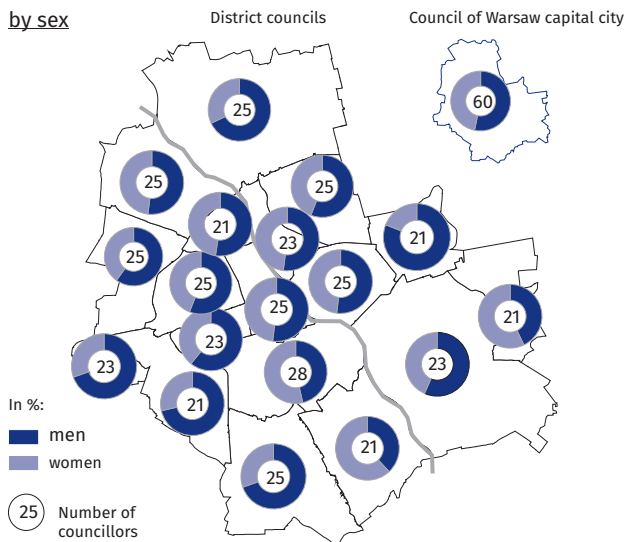 by sex
District councils
Council of Warsaw capital city
25
60
25
25
21
23
21
25
25
25
25
21
23
23
23
28
21
21
25
In %:
men
women
25
Number of
councillors